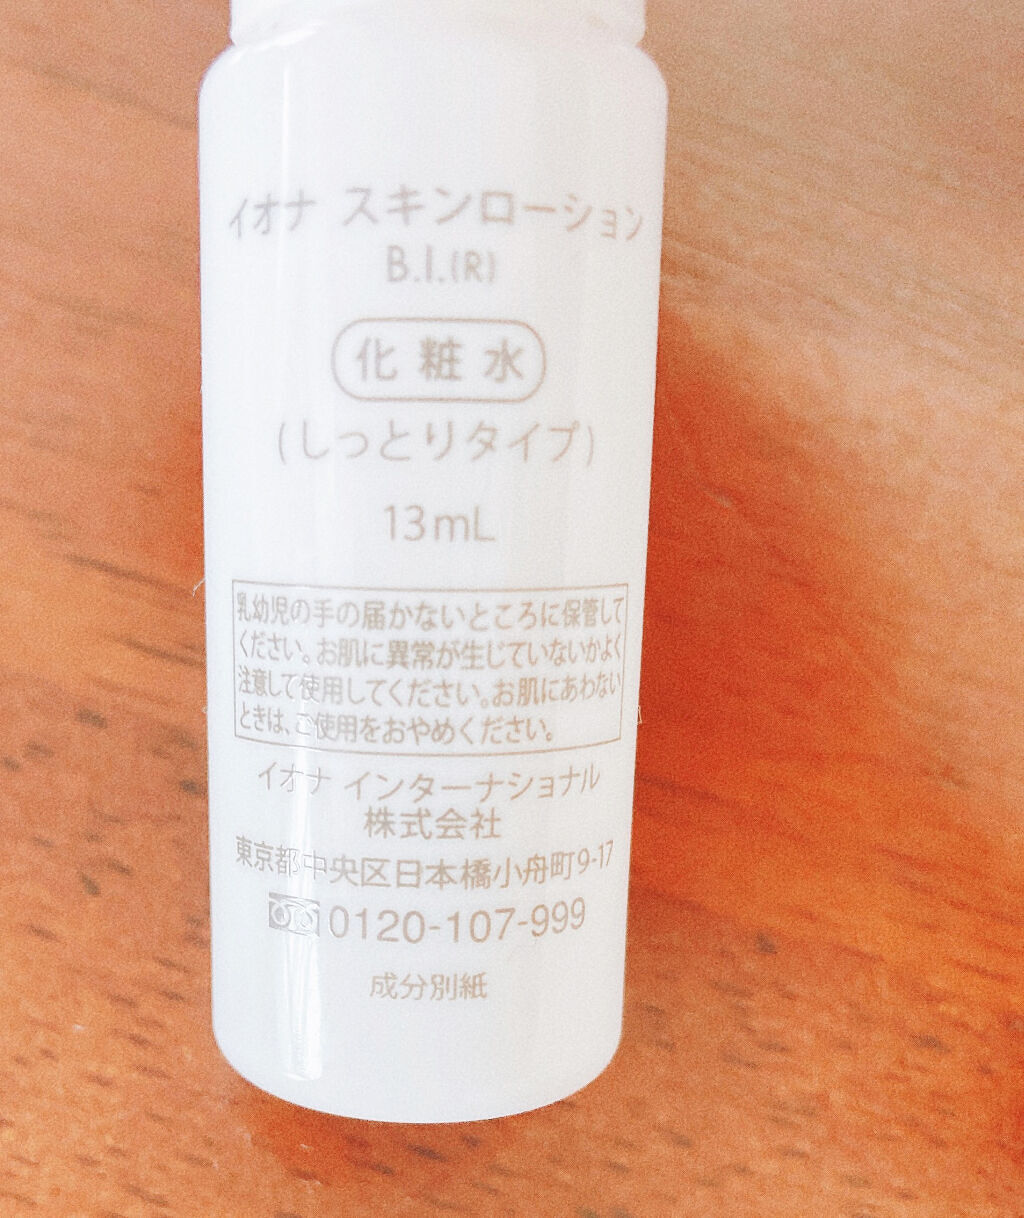 イオナ スキンローション
B.I.(R)
化粧水
(しっとりタイプ)
13mL
乳幼児の手の届かないところに保管して
ください。お肌に異常が生じていないかよく
注意して使用してください。お肌にあわない
ときは、ご使用をおやめください。
イオナ インターナショナル
株式会社
東京都中央区日本橋小舟町9-17
0120-107-999
成分別紙